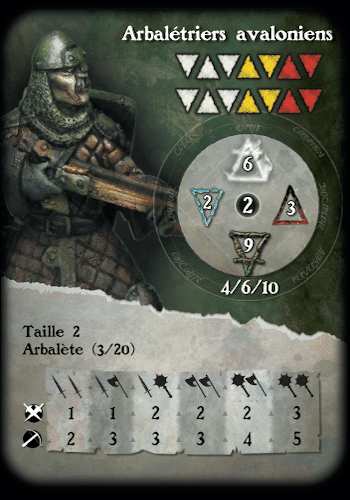 Arbalétriers avaloniens
6
2 2 3
9
4/6/10
Taille 2
Arbalète (3/20)
1 1 2 2 2 3
2 3 3 3 4 5